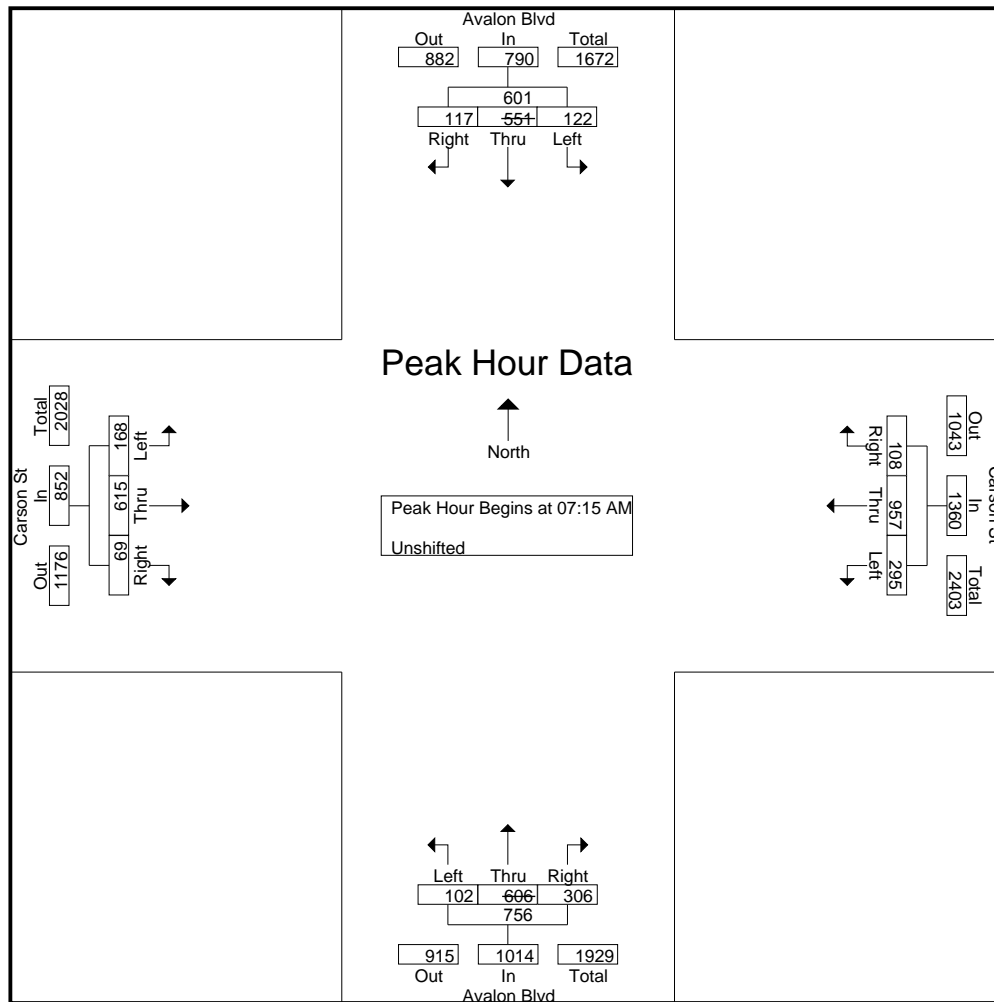 Avalon Blvd
Out In Total
882 790 1672
601
117 551 122
Right Thru Left
Peak Hour Data
North
Peak Hour Begins at 07:15 AM
Unshifted
Carson St
Total In Out
2028 852 1176
168 615 69
Left Thru Right
Out In Total
1043 1360 2403
108 957 295
Right Thru Left
Carson St
Left Thru Right
102 606 306
756
915 1014 1929
Out In Total
Avalon Blvd